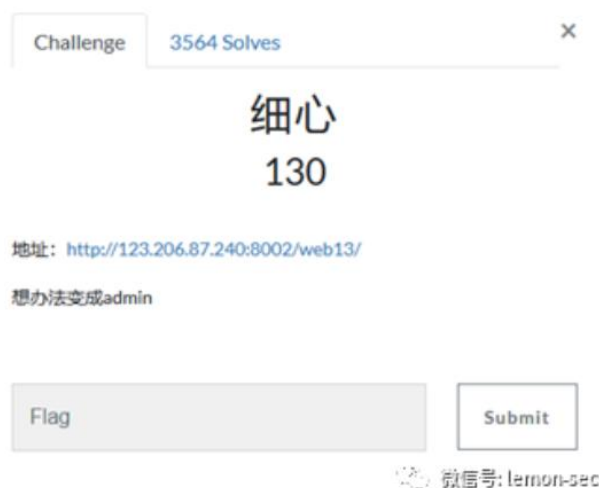 Challenge
3564 Solves
×
细心
130
地址：http://123.206.87.240:8002/web13/
想办法变成admin
Flag
Submit
微信号: lemon-sec